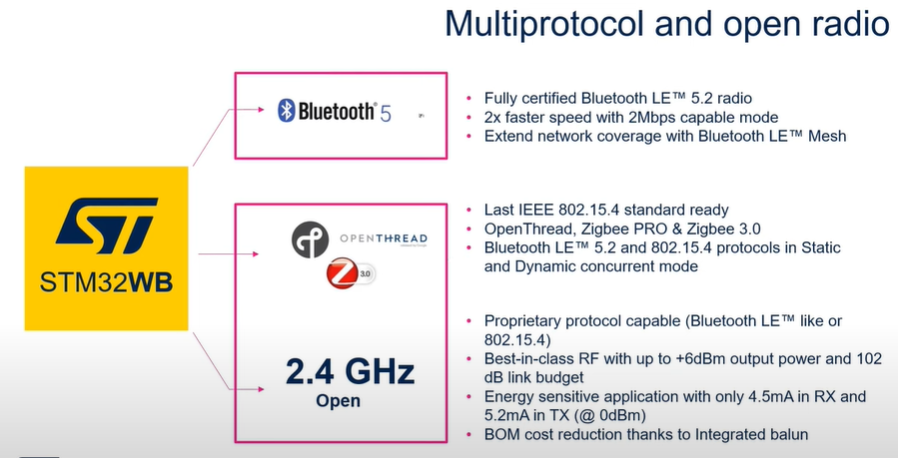 Multiprotocol and open radio
Bluetooth® 5
• Fully certified Bluetooth LE™ 5.2 radio
• 2x faster speed with 2Mbps capable mode
• Extend network coverage with Bluetooth LE™ Mesh
ST
STM32WB
OPENTHREAD
3.0
• Last IEEE 802.15.4 standard ready
• OpenThread, Zigbee PRO & Zigbee 3.0
• Bluetooth LE™ 5.2 and 802.15.4 protocols in Static
and Dynamic concurrent mode
2.4 GHz
Open
• Proprietary protocol capable (Bluetooth LE™ like or
802.15.4)
• Best-in-class RF with up to +6dBm output power and 102
dB link budget
• Energy sensitive application with only 4.5mA in RX and
5.2mA in TX (@ 0dBm)
• BOM cost reduction thanks to Integrated balun